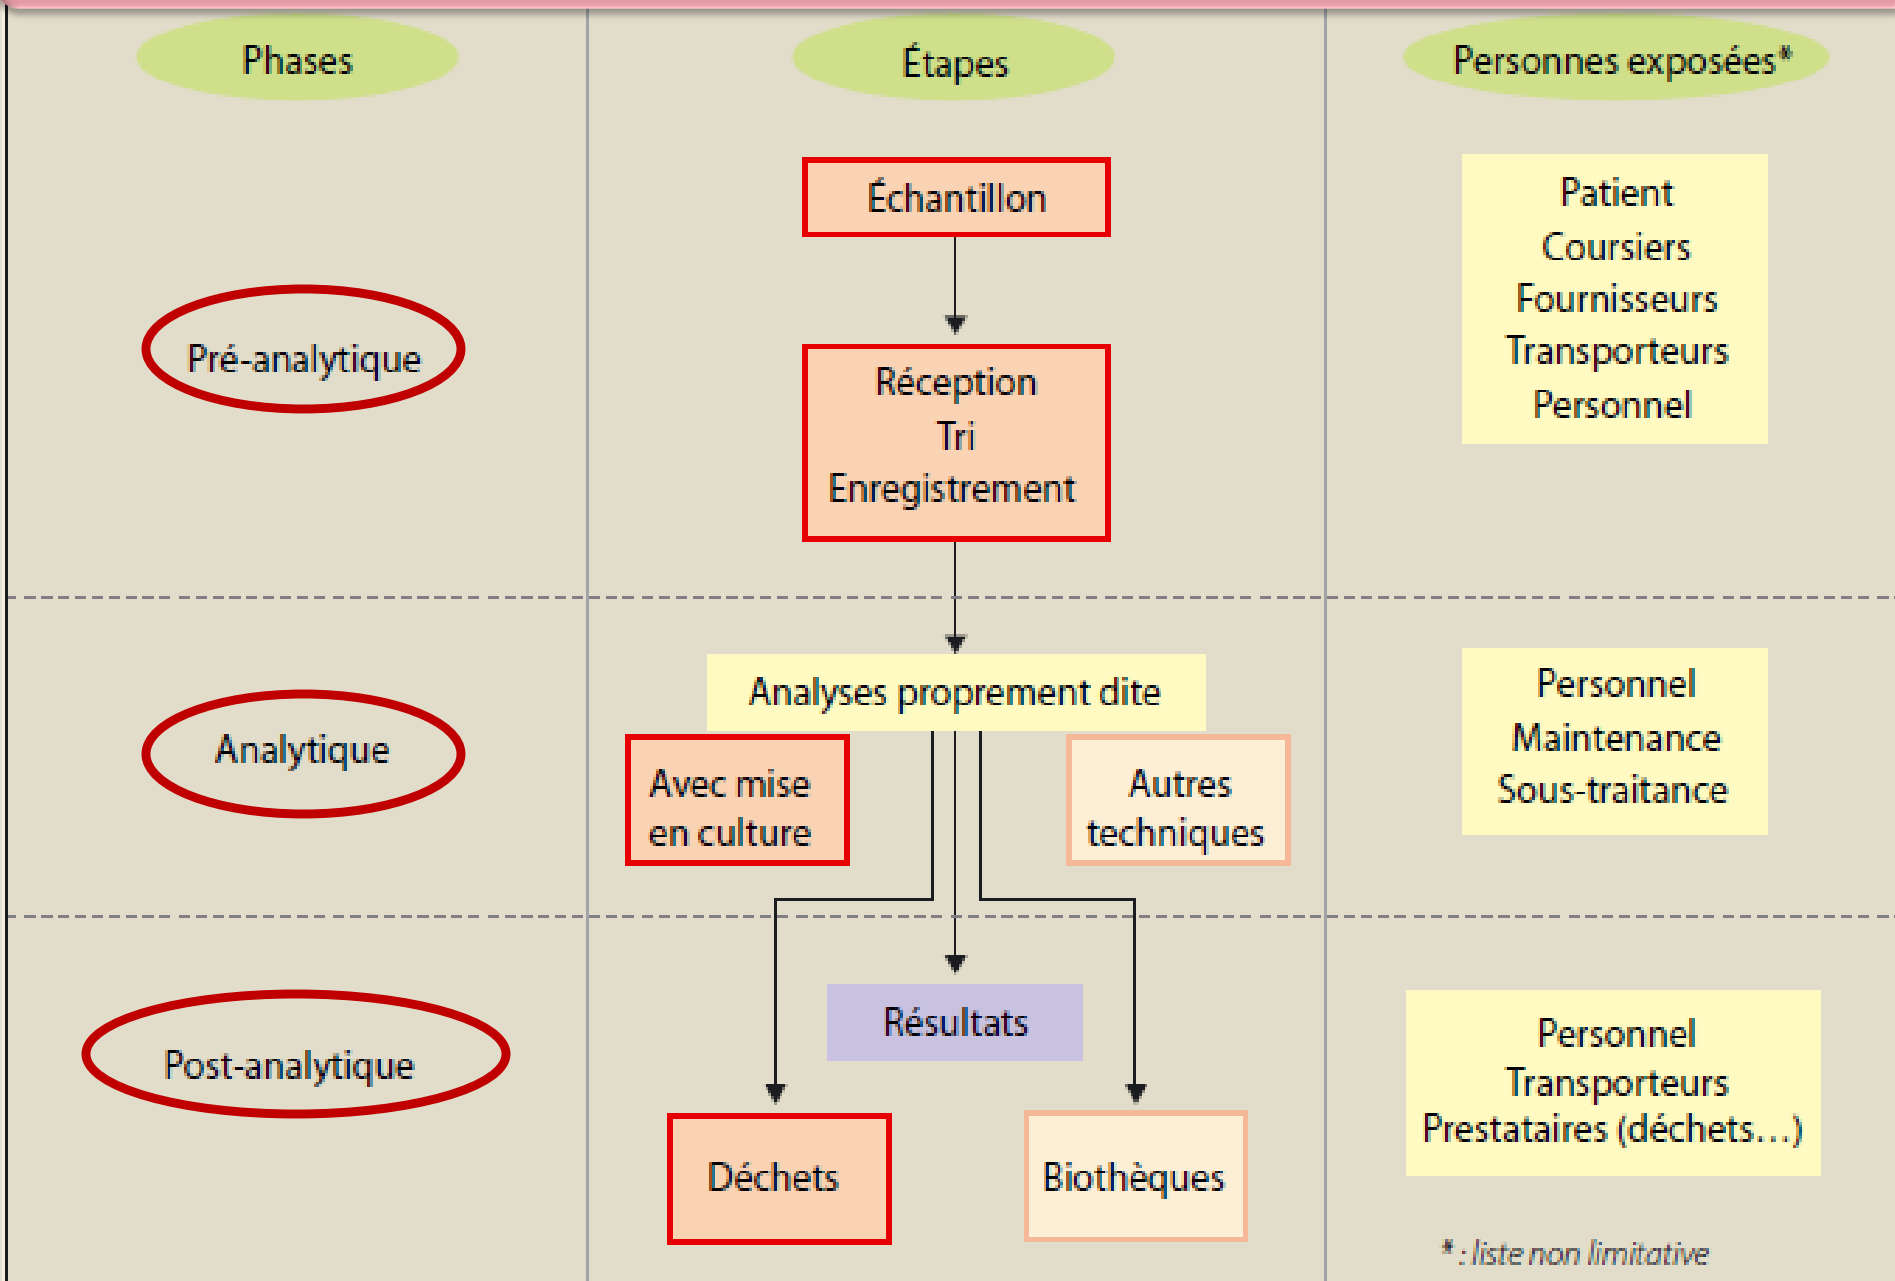 Phases
Étapes
Personnes exposées*
Pré-analytique
Échantillon
Réception
Tri
Enregistrement
Patient
Coursiers
Fournisseurs
Transporteurs
Personnel
Analytique
Analyses proprement dite
Avec mise
en culture
Autres
techniques
Personnel
Maintenance
Sous-traitance
Post-analytique
Résultats
Déchets
Biothèques
Personnel
Transporteurs
Prestataires (déchets…)
* : liste non limitative